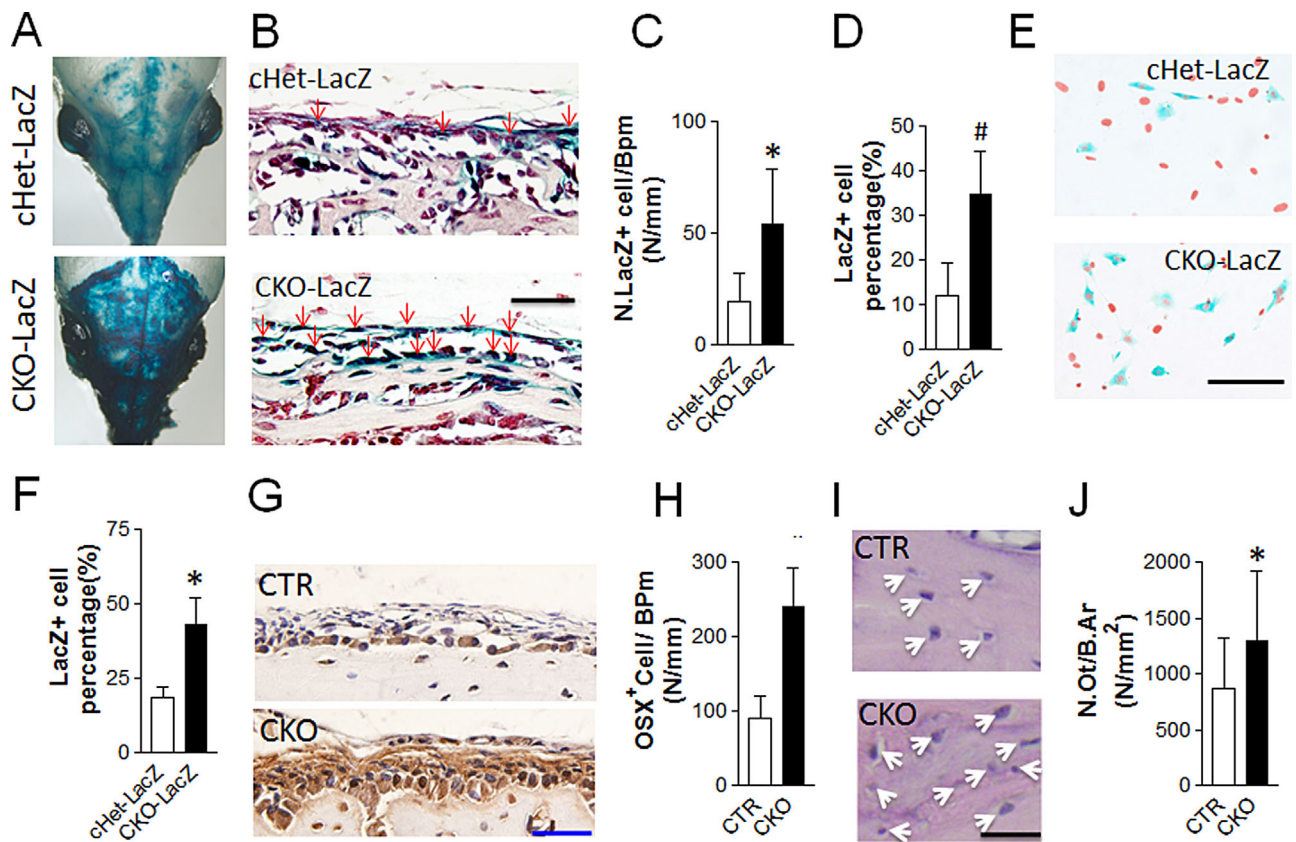 A
cHet-LacZ
CKO-LacZ
B
cHet-LacZ
CKO-LacZ
C
N.LacZ+ cell/Bpm
(N/mm)
100
50
0
*
cHet-LacZ
CKO-LacZ
D
LacZ+ cell
percentage(%)
50
40
30
20
10
0
#
cHet-LacZ
CKO-LacZ
E
cHet-LacZ
CKO-LacZ
F
LacZ+ cell
percentage(%)
75
50
25
0
*
cHet-LacZ
CKO-LacZ
G
CTR
CKO
H
OSX+ Cell/ BPm
(N/mm)
300
200
100
0
CTR
CKO
I
CTR
CKO
J
N.Ot/B.Ar
(N/mm2)
2000
1500
1000
500
0
*
CTR
CKO